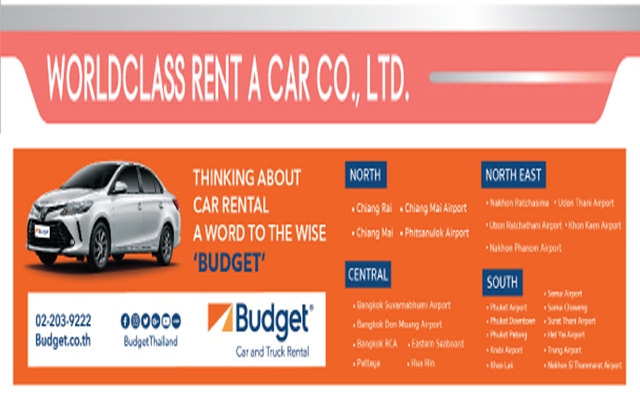 WORLDCLASS RENT A CAR CO., LTD.
THINKING ABOUT
CAR RENTAL
A WORD TO THE WISE
'BUDGET'
02-203-9222
Budget.co.th
BudgetThailand
Budget®
Car and Truck Rental
Budget
NORTH
• Chiang Rai • Chiang Mai Airport
• Chiang Mai • Phitsanulok Airport
CENTRAL
• Bangkok Suvarnabhumi Airport
• Bangkok Don Muang Airport
• Bangkok RCA • Eastern Seaboard
• Pattaya • Hua Hin
NORTH EAST
• Nakhon Ratchasima • Udon Thani Airport
• Ubon Ratchathani Airport • Khon Kaen Airport
• Nakhon Phanom Airport
SOUTH
• Phuket Airport
• Phuket Downtown
• Phuket Patong
• Krabi Airport
• Khao Lak
• Samui Airport
• Samui Chaweng
• Surat Thani Airport
• Hat Yai Airport
• Trang Airport
• Nakhon Si Thammarat Airport